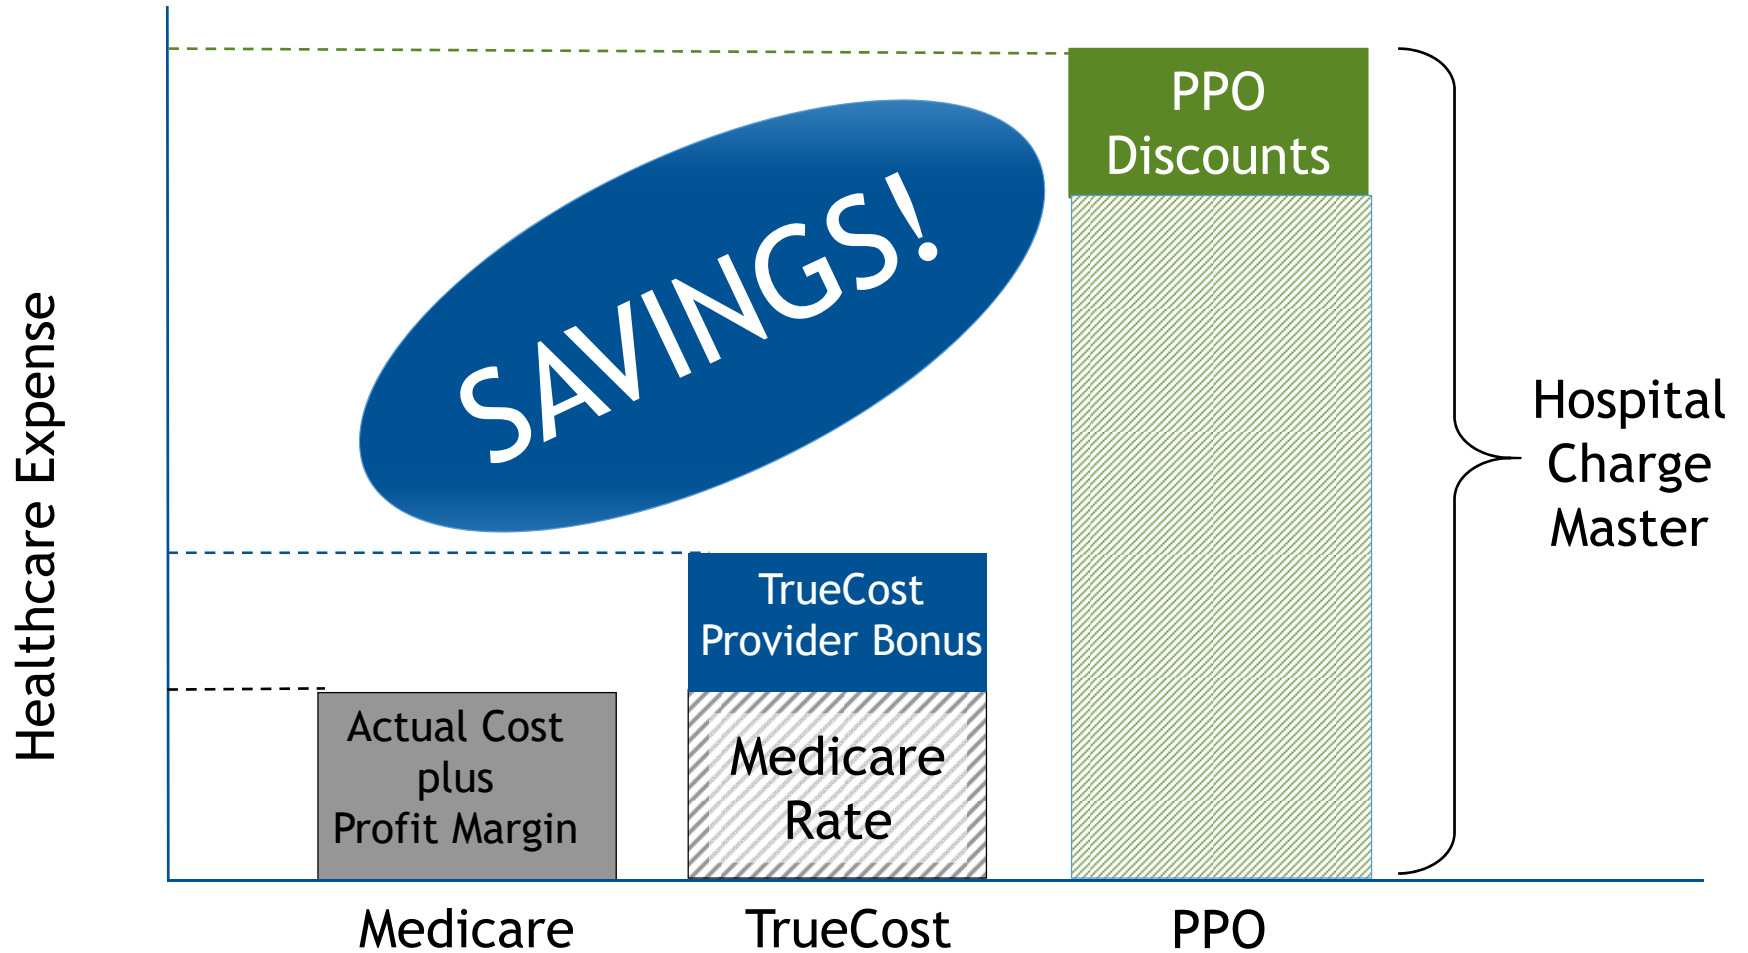 Healthcare Expense
SAVINGS!
PPO
Discounts
TrueCost
Provider Bonus
Actual Cost
plus
Profit Margin
Medicare
Rate
Hospital
Charge
Master
Medicare
TrueCost
PPO